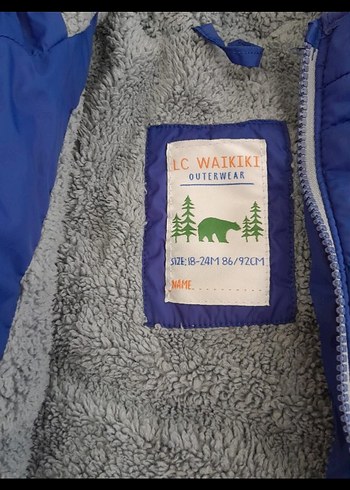 LC WAIKIKI
OUTERWEAR
SIZE: 18-24M 86/92CM
NAME. . . . . . . . . .